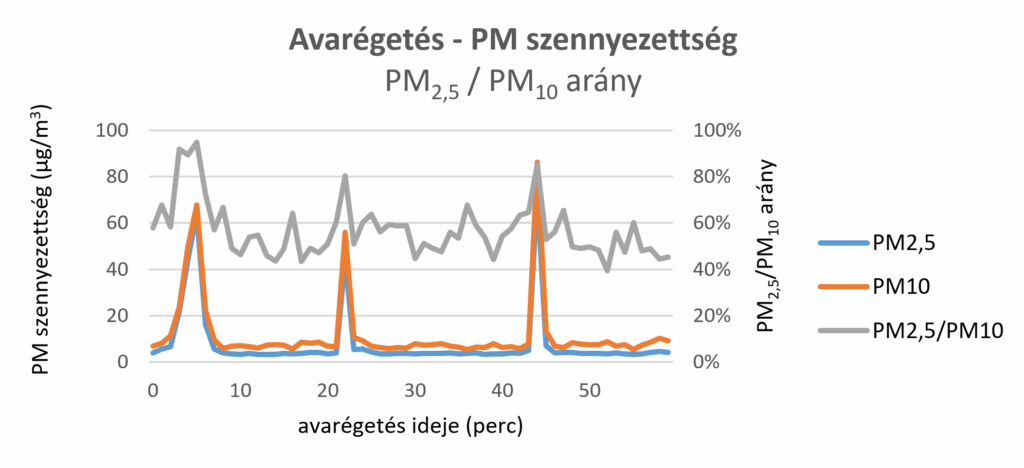 Avarégetés - PM szennyezettség
PM2,5 / PM10 arány
PM szennyezettség (µg/m³)
100
80
60
40
20
0
100%
80%
60%
40%
20%
0%
PM2,5/PM10 arány
0 10 20 30 40 50
avarégetés ideje (perc)
PM2,5
PM10
PM2,5/PM10